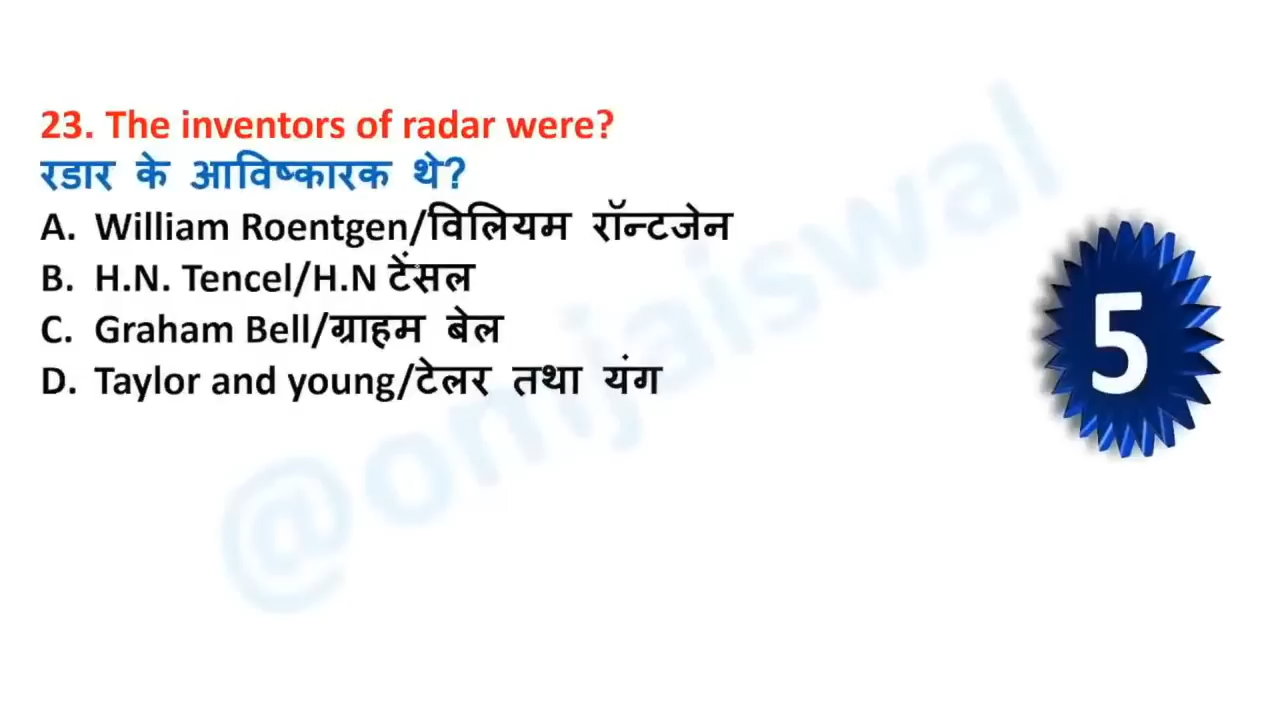 23. The inventors of radar were?
रडार के आविष्कारक थे?
A. William Roentgen/विलियम रॉन्टजेन
B. H.N. Tencel/H.N टेंसल
C. Graham Bell/ग्राहम बेल
D. Taylor and young/टेलर तथा यंग
5
@omjaiswal